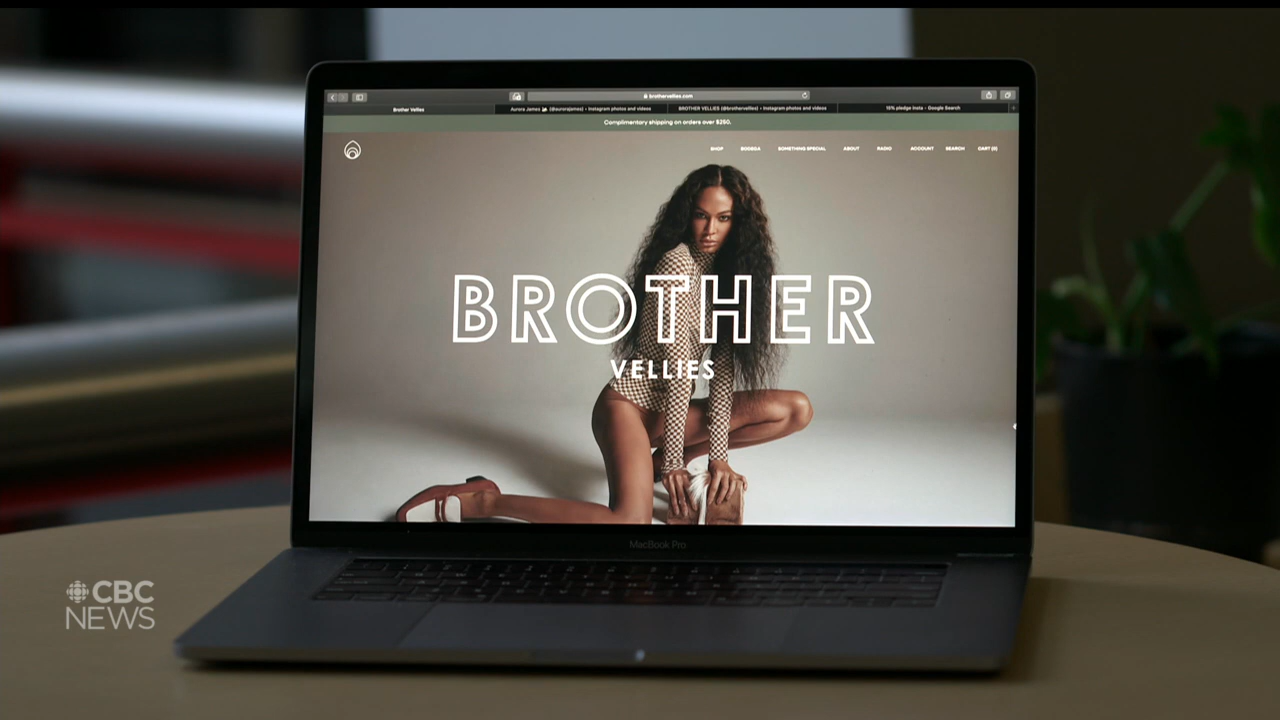 brothervellies.com
Brother Vellies
Aurora James (@aurorajames) • Instagram photos and videos
BROTHER VELLIES (@brothervellies) • Instagram photos and videos
15% pledge insta - Google Search
Complimentary shipping on orders over $250.
SHOP BODEGA SOMETHING SPECIAL ABOUT RADIO ACCOUNT SEARCH CART (0)
BROTHER
VELLIES
MacBook Pro
CBC
NEWS